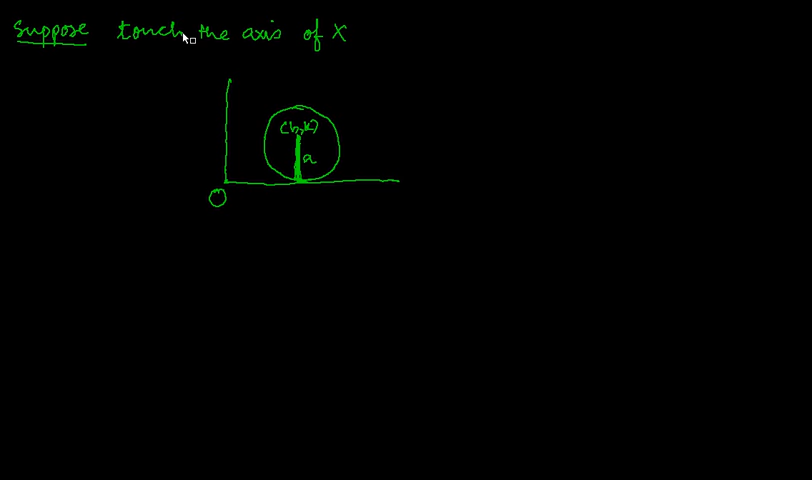 Suppose touch the axis of X
(h,k)
a
O